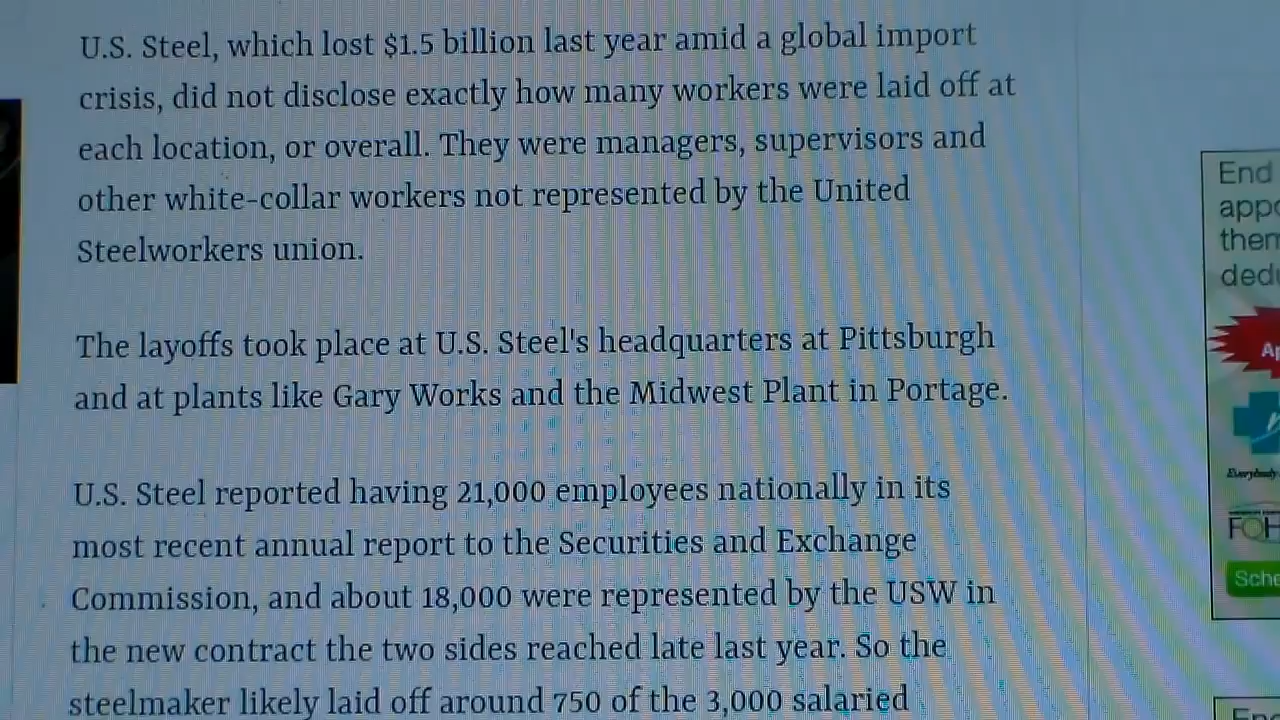 U.S. Steel, which lost $1.5 billion last year amid a global import
crisis, did not disclose exactly how many workers were laid off at
each location, or overall. They were managers, supervisors and
other white-collar workers not represented by the United
Steelworkers union.
The layoffs took place at U.S. Steel's headquarters at Pittsburgh
and at plants like Gary Works and the Midwest Plant in Portage.
U.S. Steel reported having 21,000 employees nationally in its
most recent annual report to the Securities and Exchange
Commission, and about 18,000 were represented by the USW in
the new contract the two sides reached late last year. So the
steelmaker likely laid off around 750 of the 3,000 salaried
End
Everybody